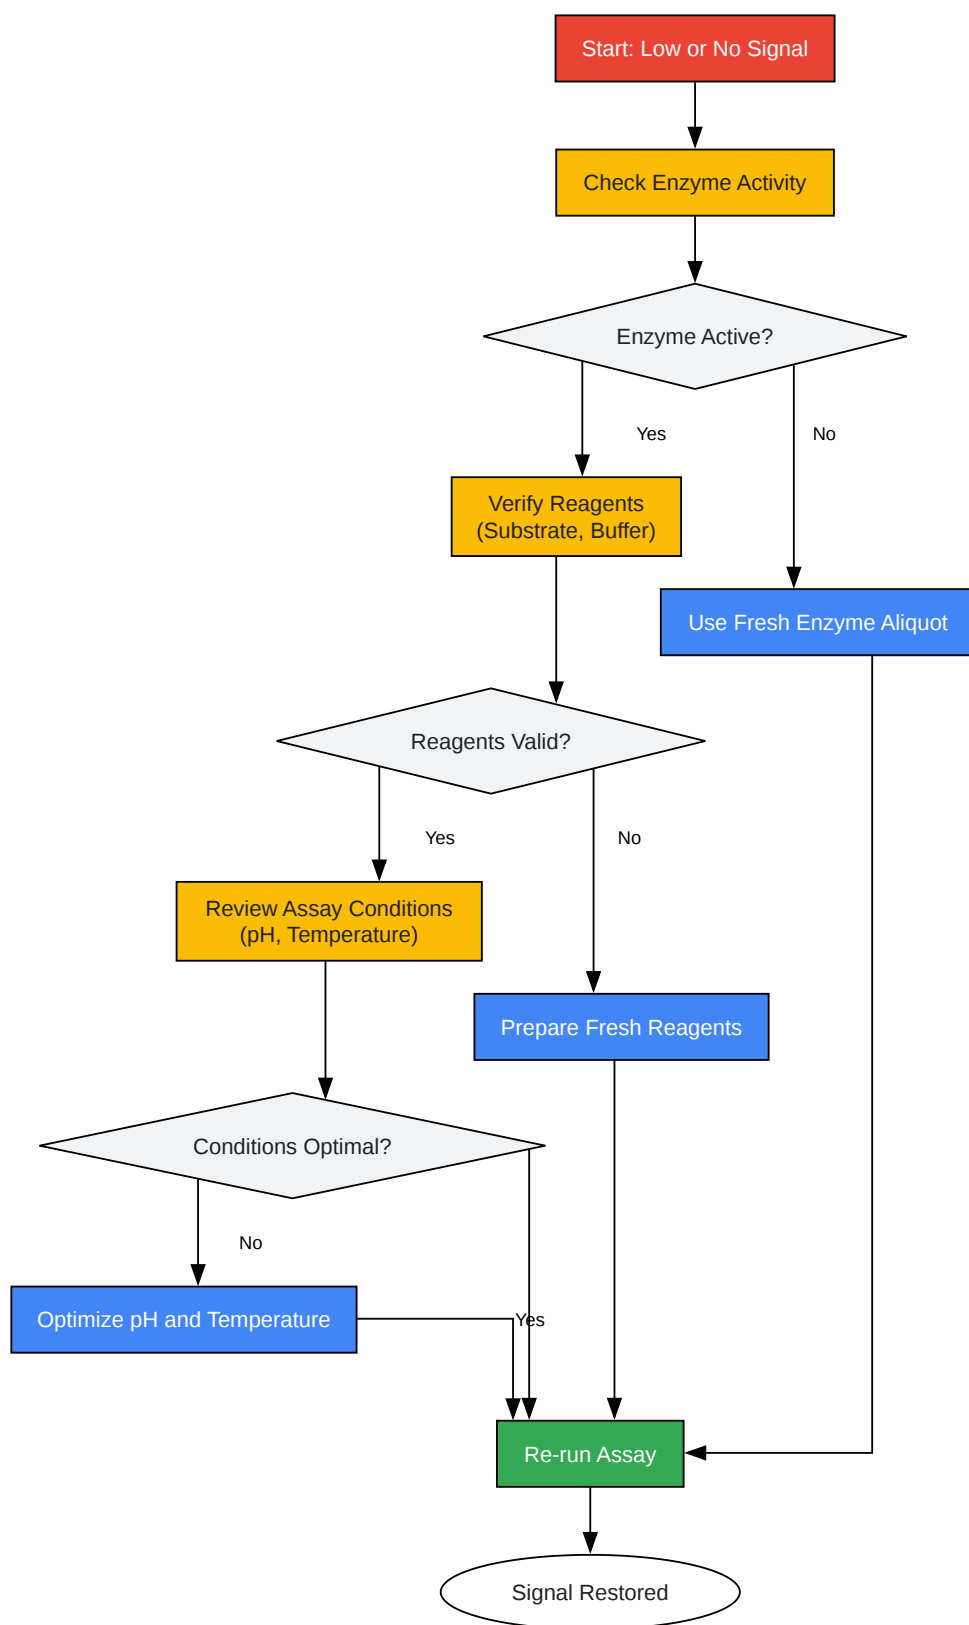 Start: Low or No Signal
Check Enzyme Activity
Enzyme Active?
Yes
No
Verify Reagents
(Substrate, Buffer)
Use Fresh Enzyme Aliquot
Reagents Valid?
Yes
No
Review Assay Conditions
(pH, Temperature)
Prepare Fresh Reagents
Conditions Optimal?
No
Optimize pH and Temperature
Yes
Re-run Assay
Signal Restored